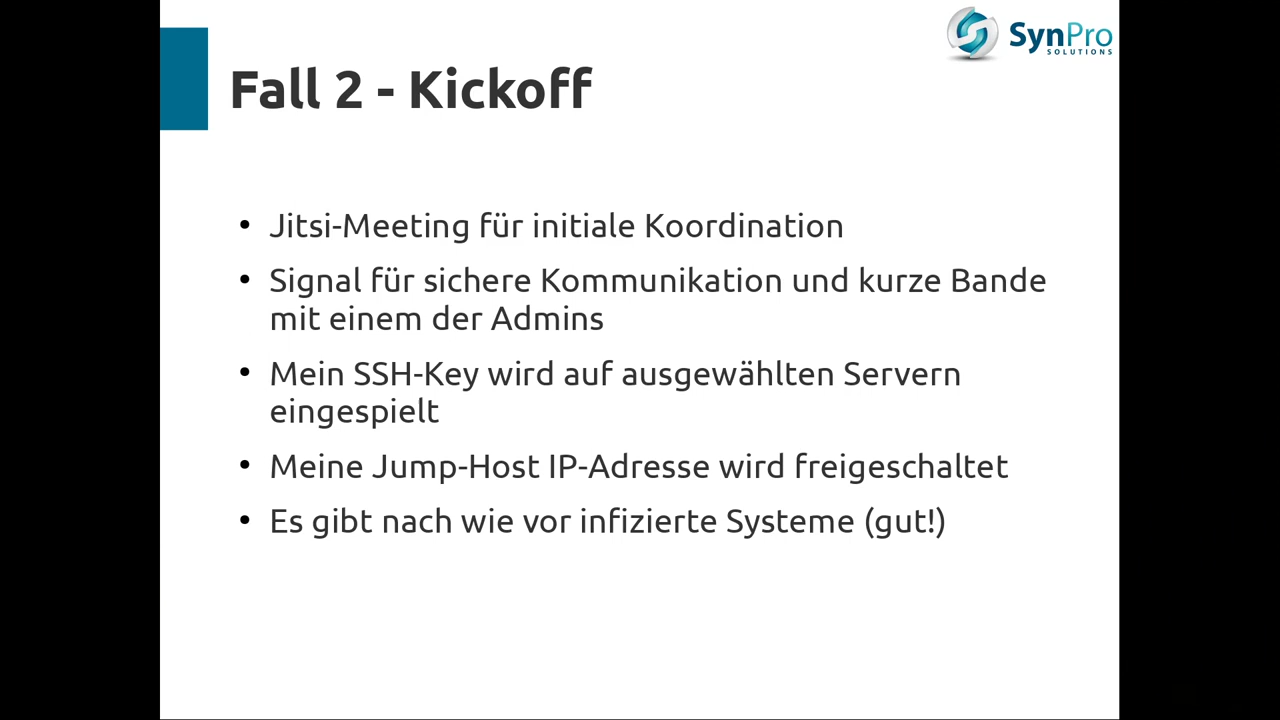 SynPro
SOLUTIONS
Fall 2 - Kickoff
• Jitsi-Meeting für initiale Koordination
• Signal für sichere Kommunikation und kurze Bande
mit einem der Admins
• Mein SSH-Key wird auf ausgewählten Servern
eingespielt
• Meine Jump-Host IP-Adresse wird freigeschaltet
• Es gibt nach wie vor infizierte Systeme (gut!)